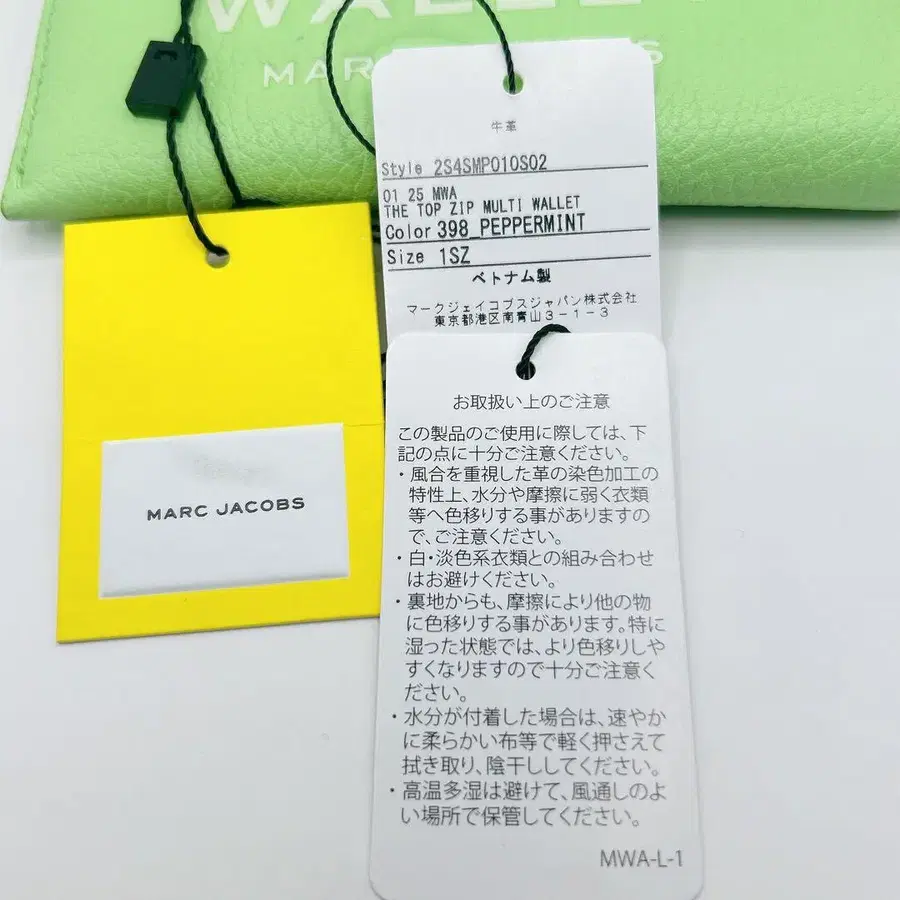 WALLET
MARC JACOBS
牛革
Style 2S4SMP010S02
01 25 MWA
THE TOP ZIP MULTI WALLET
Color 398_PEPPERMINT
Size 1SZ
ベトナム製
マークジェイコブスジャパン株式会社
東京都港区南青山3-1-3
MARC JACOBS
お取扱い上のご注意
この製品のご使用に際しては、下
記の点に十分ご注意ください。
・風合を重視した革の染色加工の
特性上、水分や摩擦に弱く衣類
等へ色移りする事がありますの
で、ご注意ください。
・白・淡色系衣類との組み合わせ
はお避けください。
・裏地からも、摩擦により他の物
に色移りする事があります。特に
湿った状態では、より色移りしや
すくなりますので十分ご注意く
ださい。
・水分が付着した場合は、速やか
に柔らかい布等で軽く押さえて
拭き取り、陰干ししてください。
・高温多湿は避けて、風通しのよ
い場所で保管してください。
MWA-L-1